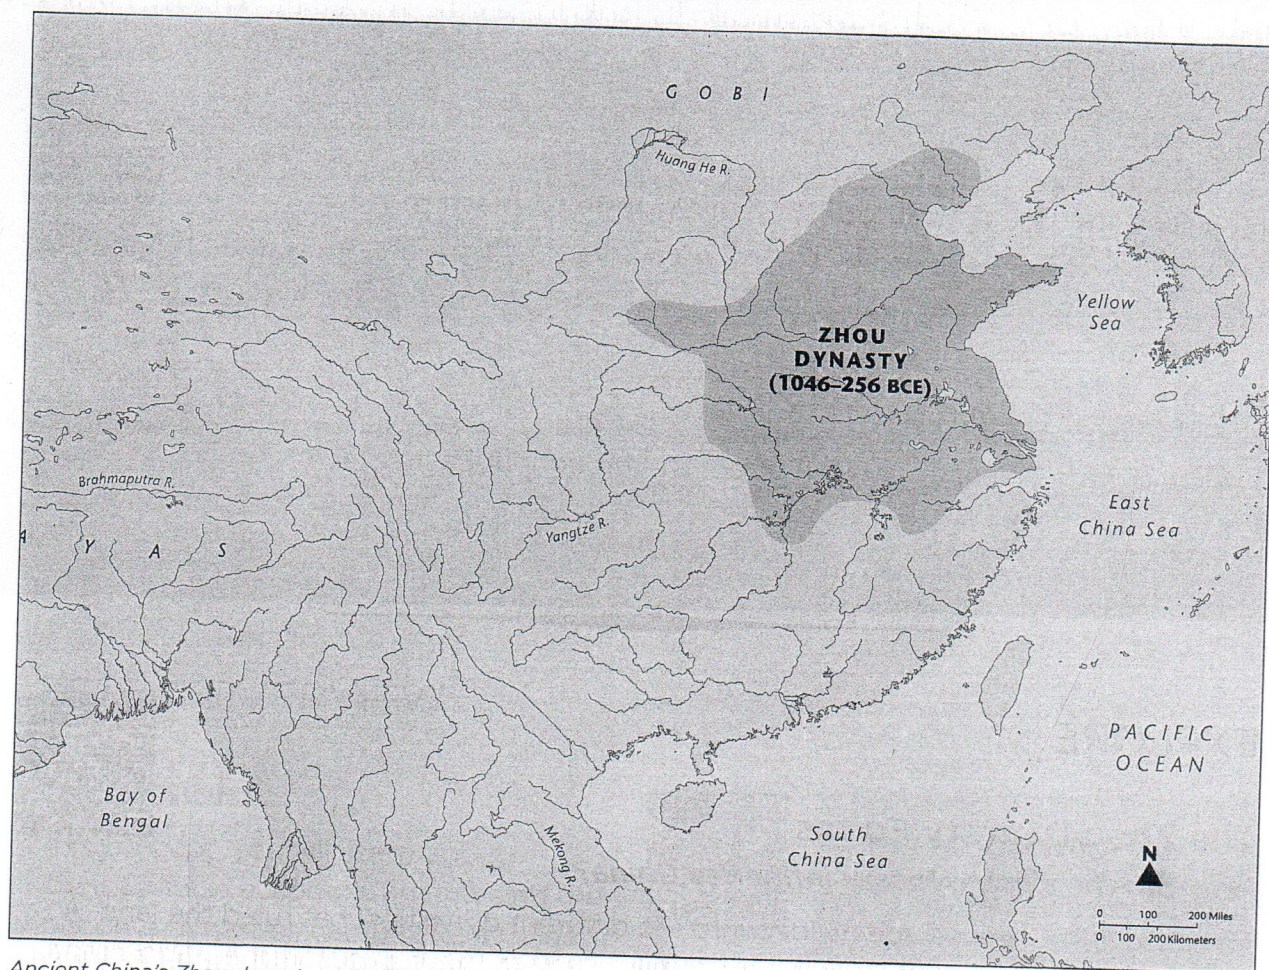 G O B I
Huang He R.
ZHOU
DYNASTY
(1046–256 BCE)
Yellow
Sea
Brahmaputra R.
A Y A S
Yangtze R.
East
China Sea
PACIFIC
OCEAN
Bay of
Bengal
Mekong R.
South
China Sea
N
0 100 200 Miles
0 100 200 Kilometers
Ancient China's Zhou